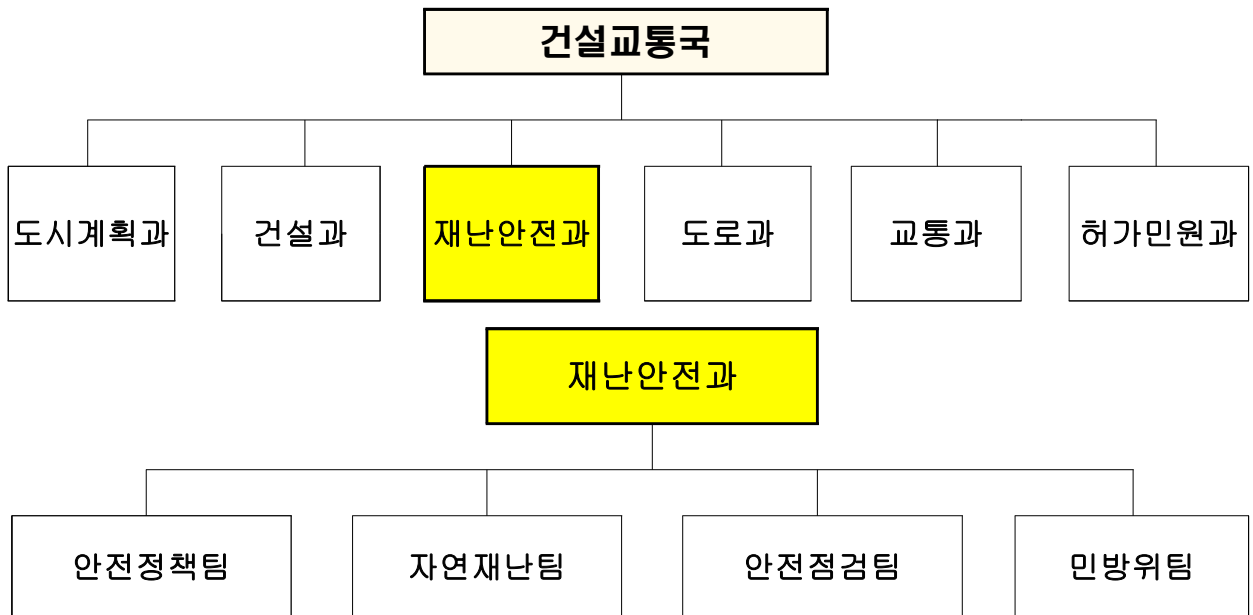 건설교통국
도시계획과 건설과 재난안전과 도로과 교통과 허가민원과
재난안전과
안전정책팀 자연재난팀 안전점검팀 민방위팀